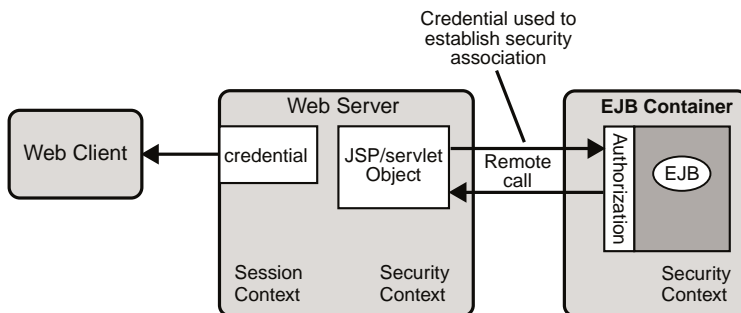 Credential used to
establish security
association
Web Server
EJB Container
Web Client
credential
JSP/servlet
Object
Remote
call
Authorization
EJB
Session
Context
Security
Context
Security
Context